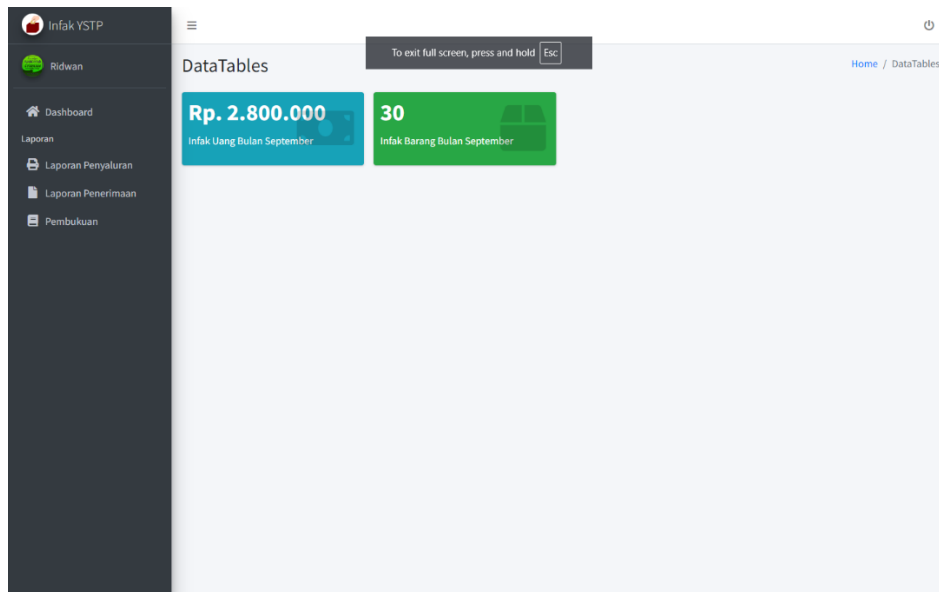 Infak YSTP
To exit full screen, press and hold Esc
Ridwan
DataTables
Home / DataTables
Dashboard
Laporan
Laporan Penyaluran
Laporan Penerimaan
Pembukuan
Rp. 2.800.000
Infak Uang Bulan September
30
Infak Barang Bulan September